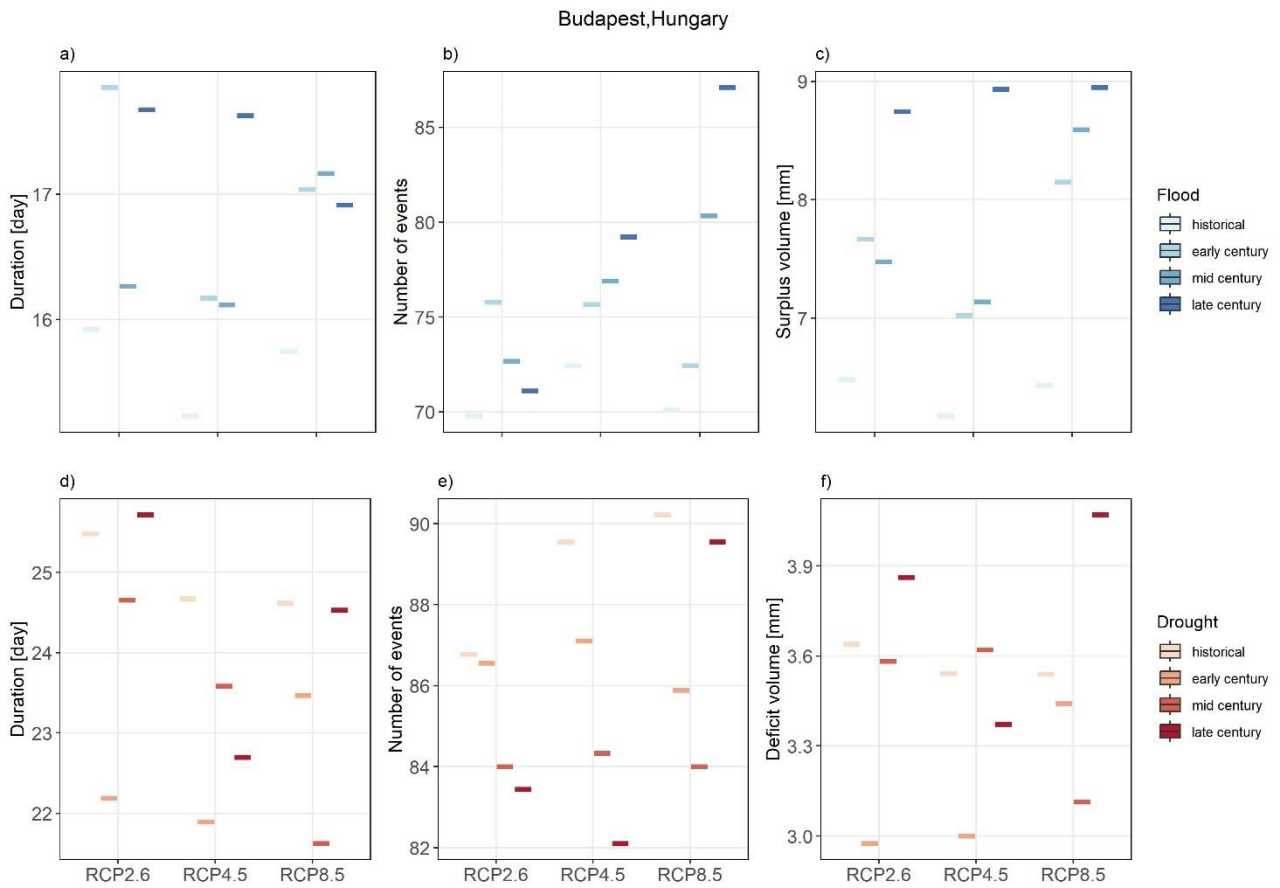 Budapest,Hungary
a)
b)
c)
Duration [day]
17
16
Number of events
85
80
75
70
Surplus volume [mm]
9
8
7
Flood
historical
early century
mid century
late century
d)
e)
f)
Duration [day]
25
24
23
22
Number of events
90
88
86
84
82
Deficit volume [mm]
3.9
3.6
3.3
3.0
Drought
historical
early century
mid century
late century
RCP2.6 RCP4.5 RCP8.5
RCP2.6 RCP4.5 RCP8.5
RCP2.6 RCP4.5 RCP8.5